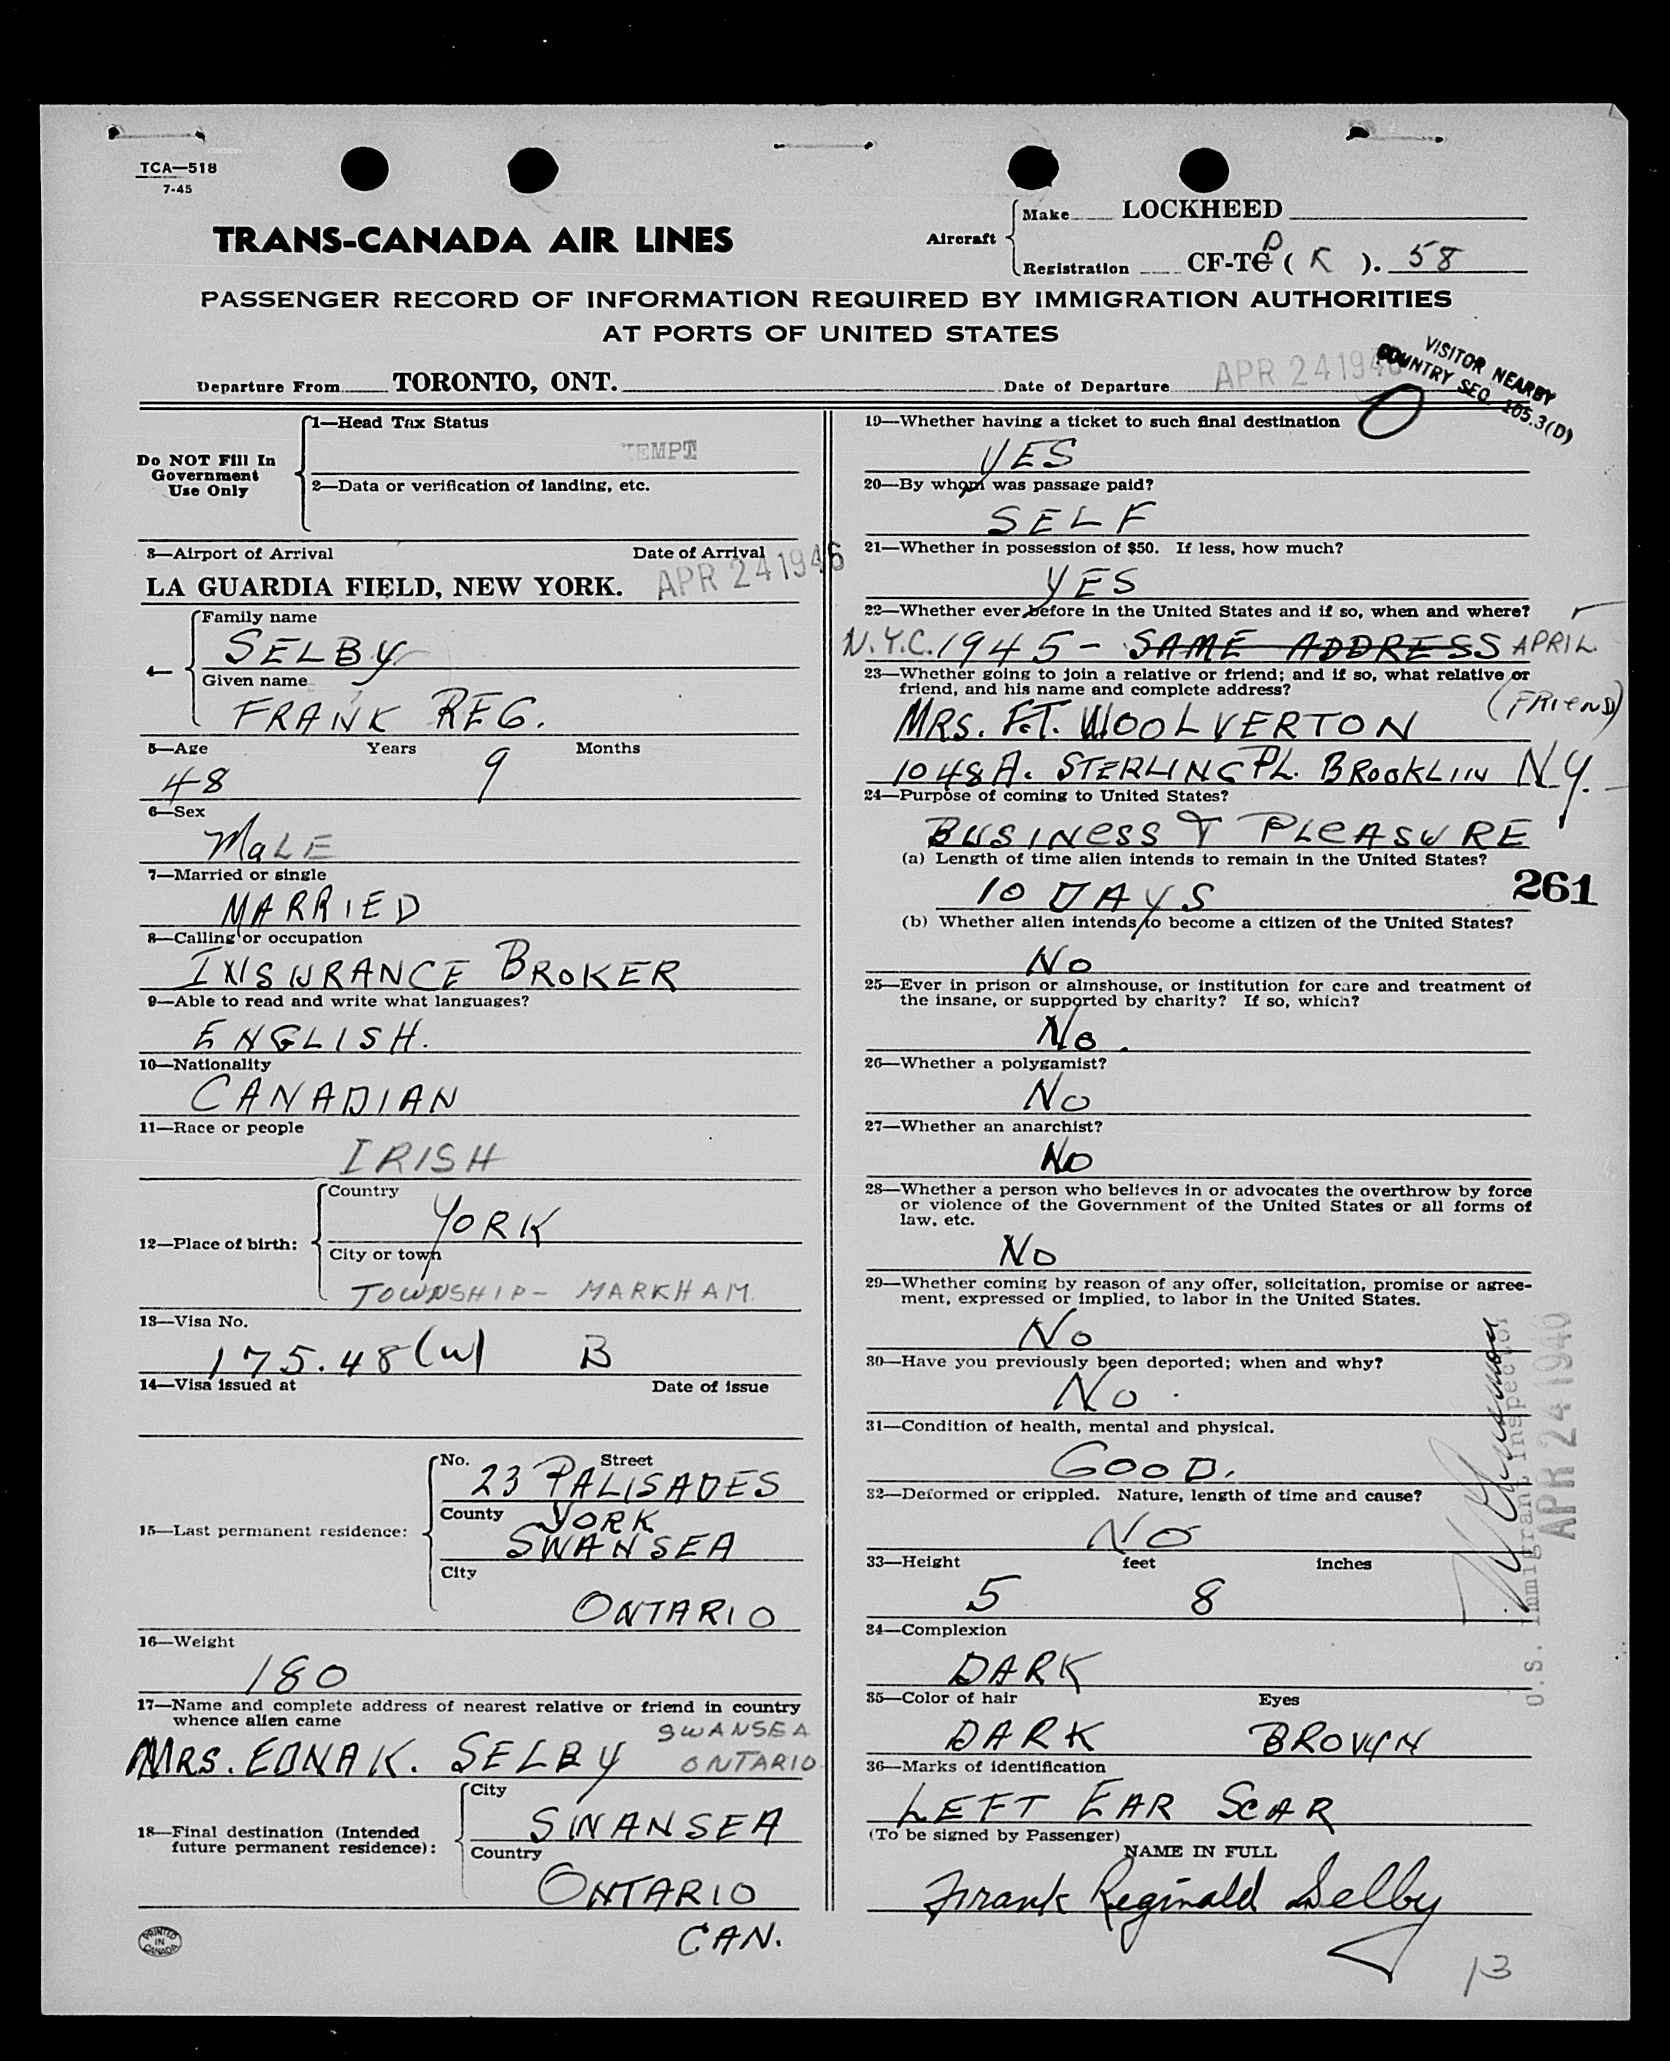 TCA—518
7-45
TRANS-CANADA AIR LINES
Aircraft
Make LOCKHEED
Registration CF-TC D ( K ). 58
PASSENGER RECORD OF INFORMATION REQUIRED BY IMMIGRATION AUTHORITIES
AT PORTS OF UNITED STATES
VISITOR NEARBY
COUNTRY SEQ. 105.3(D)
Departure From TORONTO, ONT. Date of Departure APR 24 1946
Do NOT Fill In
Government
Use Only
1—Head Tax Status
EMPT
2—Data or verification of landing, etc.
3—Airport of Arrival Date of Arrival
LA GUARDIA FIELD, NEW YORK. APR 24 1946
4—
Family name
SELBY
Given name
FRANK REG.
5—Age Years Months
48 9
6—Sex
MALE
7—Married or single
MARRIED
8—Calling or occupation
INSURANCE BROKER
9—Able to read and write what languages?
ENGLISH.
10—Nationality
CANADIAN
11—Race or people
IRISH
12—Place of birth:
Country
YORK
City or town
TOWNSHIP - MARKHAM
13—Visa No.
175.48(w) B
14—Visa issued at Date of issue
15—Last permanent residence:
No. Street
23 PALISADES
County YORK
SWANSEA
City
ONTARIO
16—Weight
180
17—Name and complete address of nearest relative or friend in country
whence alien came
SWANSEA
MRS. EDNA K. SELBY ONTARIO
18—Final destination (Intended
future permanent residence):
City
SWANSEA
Country
ONTARIO
CAN.
PRINTED
IN
CANADA
19—Whether having a ticket to such final destination
YES
20—By whom was passage paid?
SELF
21—Whether in possession of $50. If less, how much?
YES
22—Whether ever before in the United States and if so, when and where?
N.Y.C. 1945 - SAME ADDRESS APRIL.
23—Whether going to join a relative or friend; and if so, what relative or
friend, and his name and complete address?
(FRIEND)
MRS. F.T. WOOLVERTON
1048A. STERLING PL. BROOKLIN N.Y.
24—Purpose of coming to United States?
BUSINESS & PLEASURE
(a) Length of time alien intends to remain in the United States?
10 DAYS
261
(b) Whether alien intends to become a citizen of the United States?
NO
25—Ever in prison or almshouse, or institution for care and treatment of
the insane, or supported by charity? If so, which?
NO.
26—Whether a polygamist?
NO
27—Whether an anarchist?
NO
28—Whether a person who believes in or advocates the overthrow by force
or violence of the Government of the United States or all forms of
law, etc.
NO
29—Whether coming by reason of any offer, solicitation, promise or agree-
ment, expressed or implied, to labor in the United States.
NO
30—Have you previously been deported; when and why?
NO
31—Condition of health, mental and physical.
GOOD.
32—Deformed or crippled. Nature, length of time and cause?
NO
33—Height feet inches
5 8
U.S. Immigrant Inspector
APR 24 1946
34—Complexion
DARK
35—Color of hair Eyes
DARK BROWN
36—Marks of identification
LEFT EAR SCAR
(To be signed by Passenger)
NAME IN FULL
Frank Reginald Selby
13